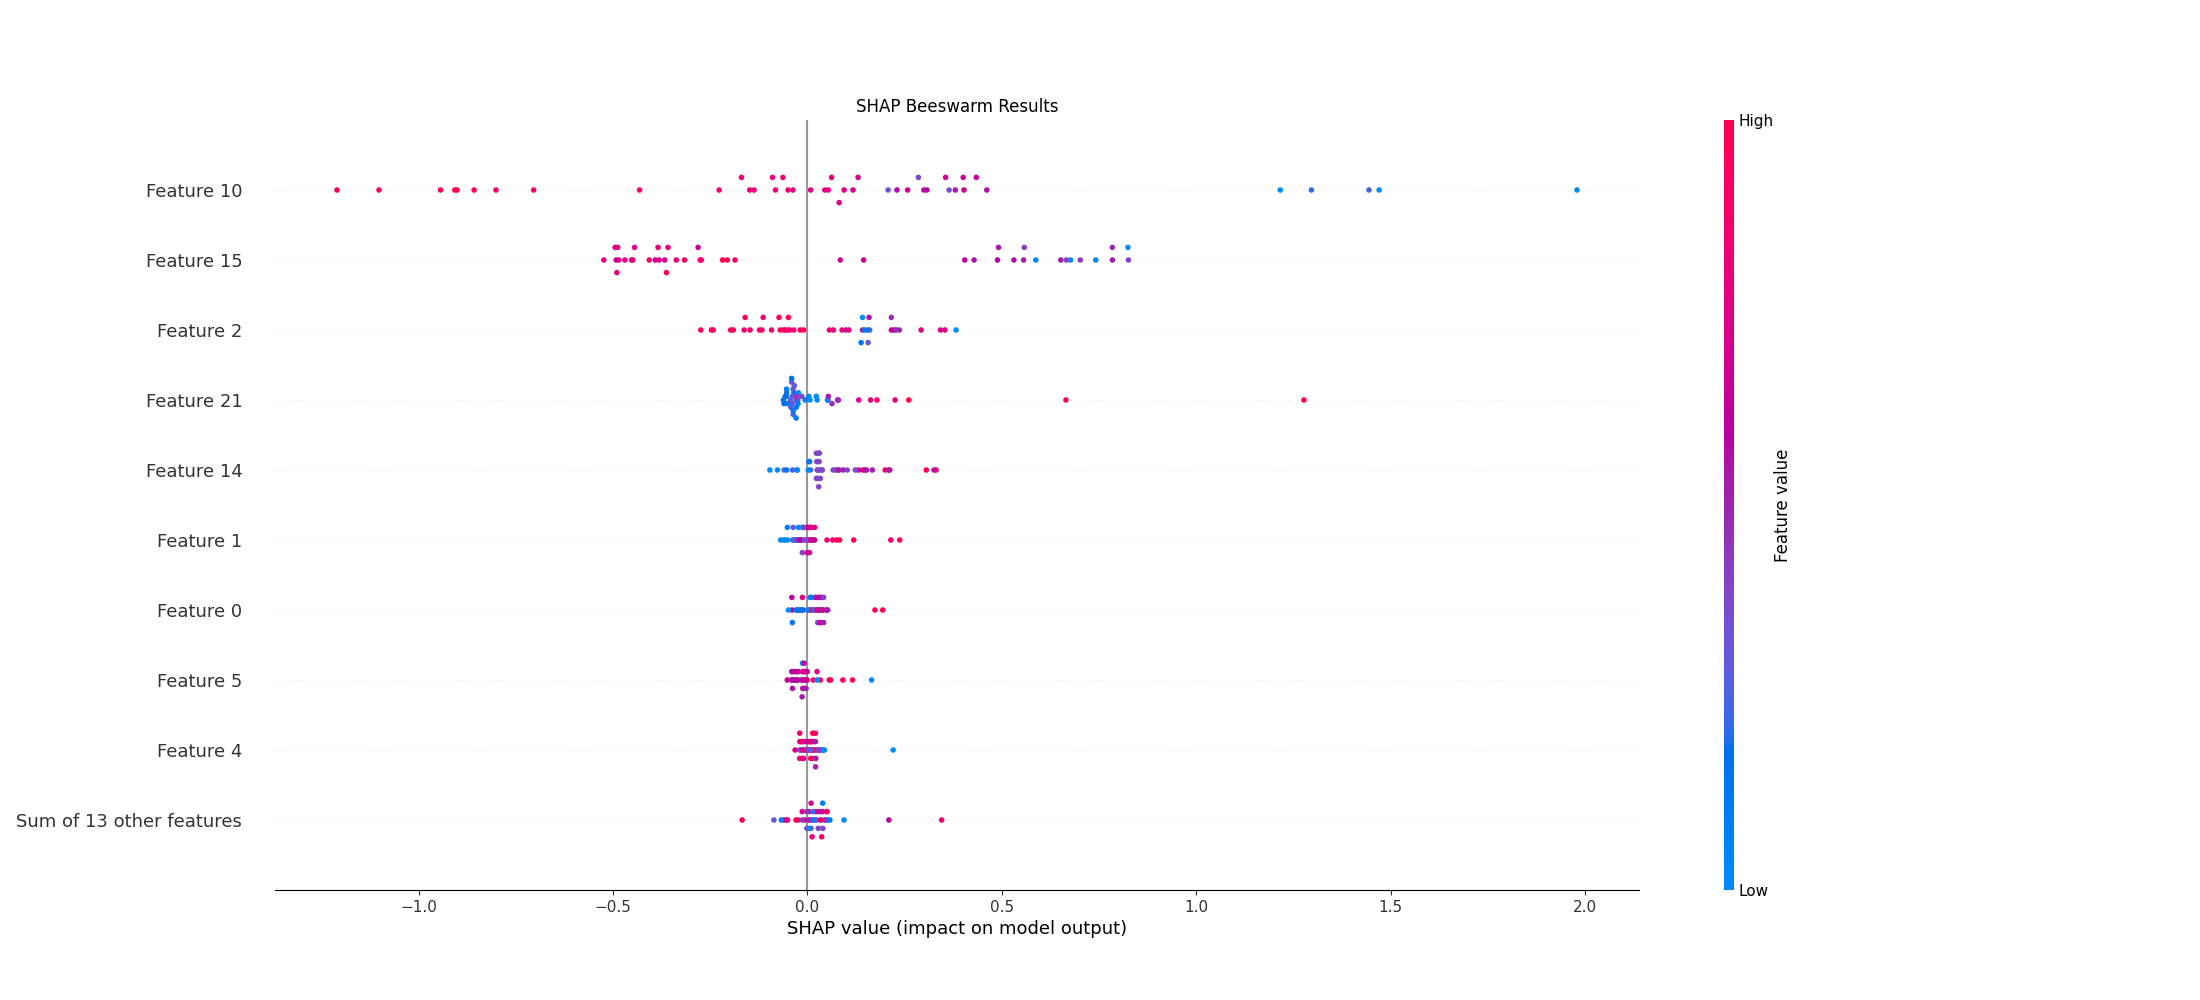 SHAP Beeswarm Results
High
Feature 10
Feature 15
Feature 2
Feature 21
Feature 14
Feature 1
Feature 0
Feature 5
Feature 4
Sum of 13 other features
Feature value
Low
−1.0 −0.5 0.0 0.5 1.0 1.5 2.0
SHAP value (impact on model output)